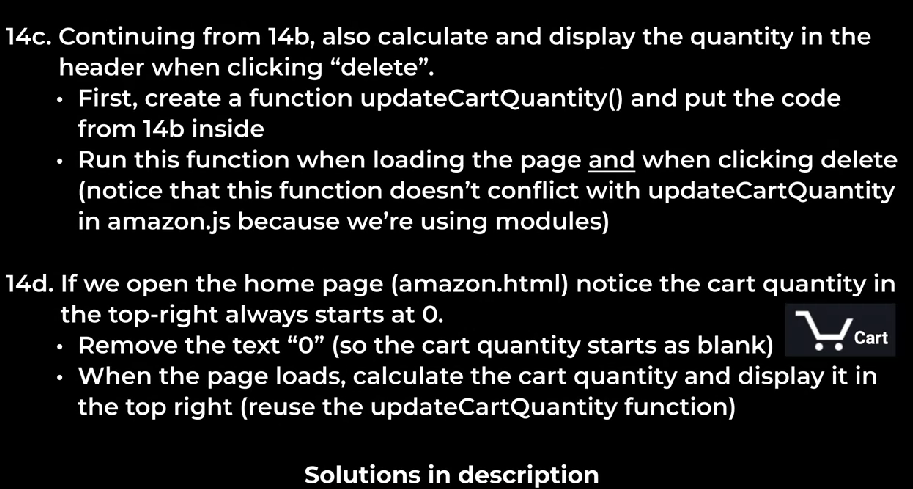 14c. Continuing from 14b, also calculate and display the quantity in the
header when clicking “delete”.
• First, create a function updateCartQuantity() and put the code
from 14b inside
• Run this function when loading the page and when clicking delete
(notice that this function doesn’t conflict with updateCartQuantity
in amazon.js because we’re using modules)
14d. If we open the home page (amazon.html) notice the cart quantity in
the top-right always starts at 0.
• Remove the text “0” (so the cart quantity starts as blank)
Cart
• When the page loads, calculate the cart quantity and display it in
the top right (reuse the updateCartQuantity function)
Solutions in description